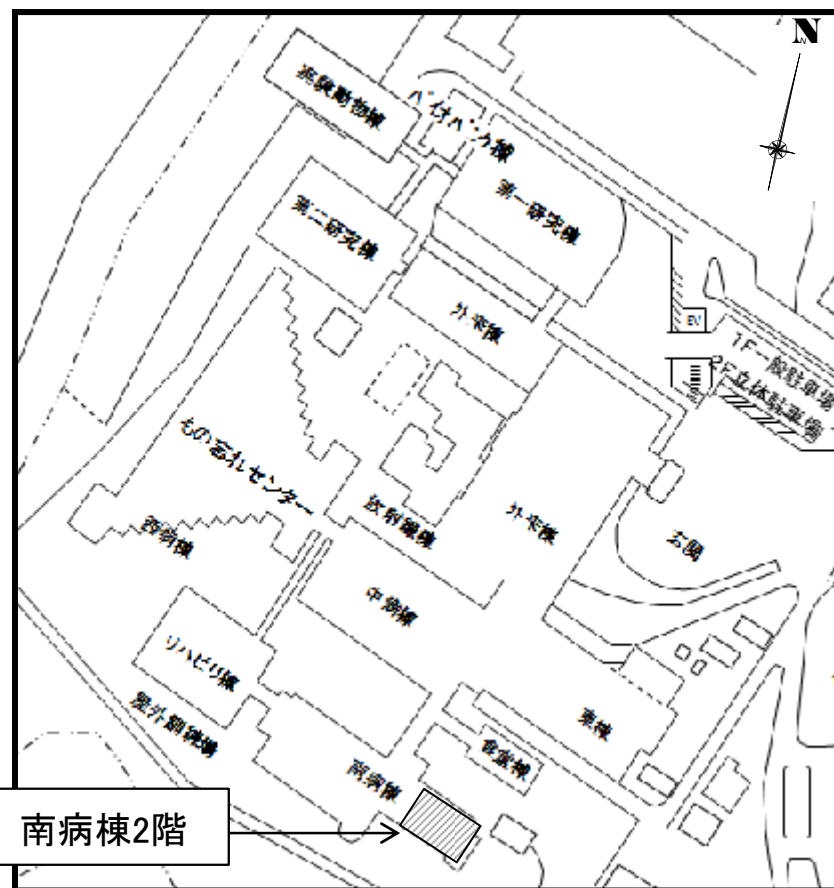 N
N
実験動物棟
バイオバンク棟
第一研究棟
第二研究棟
外来棟
EV
1F一般駐車場
2F立体駐車場
もの忘れセンター
放射線棟
外来棟
玄関
西病棟
中病棟
リハビリ棟
屋外訓練場
東棟
食堂棟
南病棟
南病棟2階